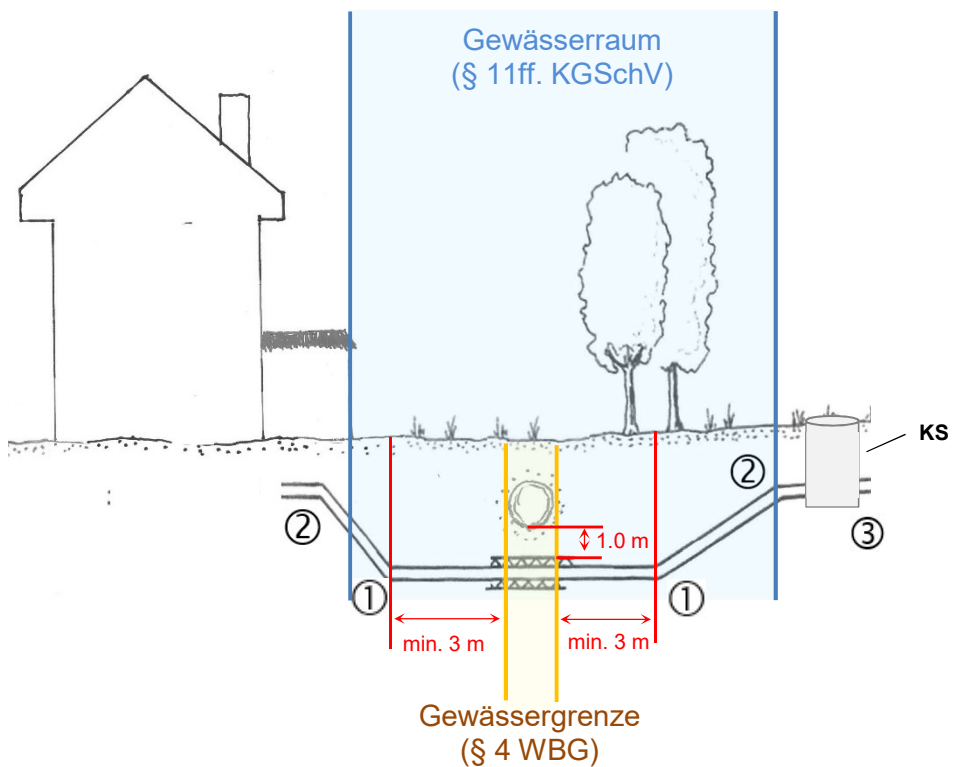 Gewässerraum
(§ 11ff. KGSchV)
KS
②
②
③
1.0 m
①
①
min. 3 m
min. 3 m
Gewässergrenze
(§ 4 WBG)